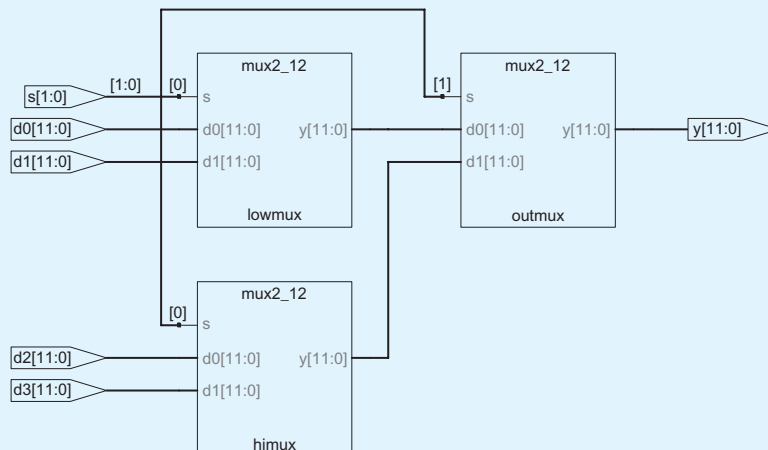 mux2_12
mux2_12
[1:0]
[0]
[1]
s[1:0]
s
s
d0[11:0]
d0[11:0]
y[11:0]
d0[11:0]
y[11:0]
y[11:0]
d1[11:0]
d1[11:0]
d1[11:0]
lowmux
outmux
mux2_12
[0]
s
d2[11:0]
d0[11:0]
y[11:0]
d3[11:0]
d1[11:0]
himux